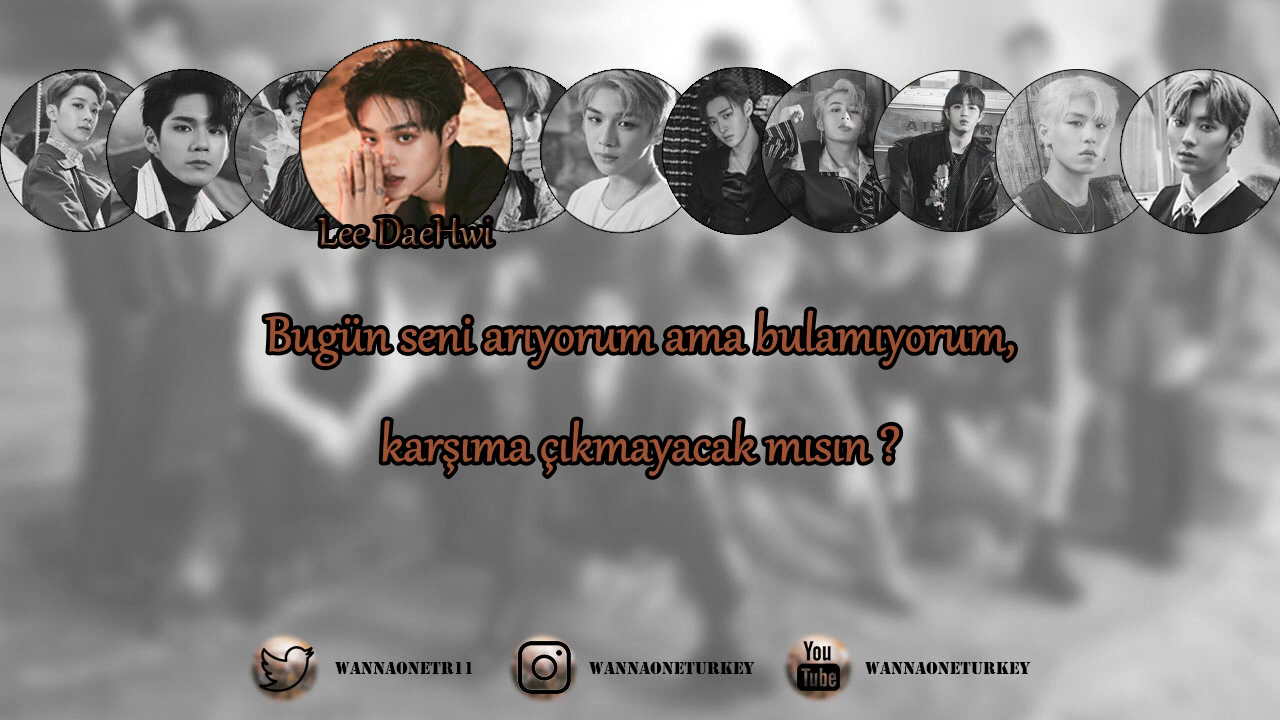 Lee DaeHwi
Bugün seni arıyorum ama bulamıyorum,
karşıma çıkmayacak mısın ?
WANNAONETR11
WANNAONETURKEY
You
Tube
WANNAONETURKEY